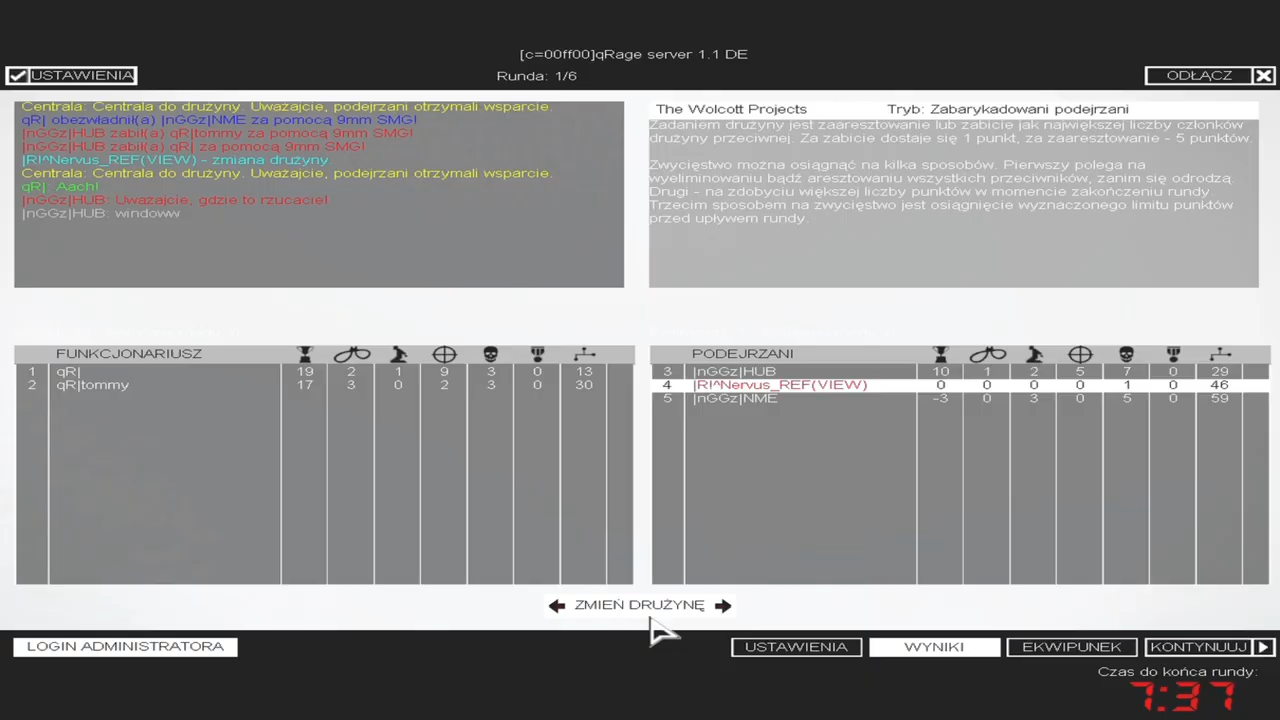 [c=00ff00]qRage server 1.1 DE
USTAWIENIA
Runda: 1/6
ODŁĄCZ
Centrala: Centrala do drużyny. Uważajcie, podejrzani otrzymali wsparcie.
qR| obezwładnił(a) |nGGz|NME za pomocą 9mm SMG!
|nGGz|HUB zabił(a) qR|tommy za pomocą 9mm SMG!
|nGGz|HUB zabił(a) qR| za pomocą 9mm SMG!
|R!^Nervus_REF(VIEW) - zmiana drużyny.
Centrala: Centrala do drużyny. Uważajcie, podejrzani otrzymali wsparcie.
qR|: Aach!
|nGGz|HUB: Uważajcie, gdzie to rzucacie!
|nGGz|HUB: windoww
The Wolcott Projects Tryb: Zabarykadowani podejrzani
Zadaniem drużyny jest zaaresztowanie lub zabicie jak największej liczby członków
drużyny przeciwnej. Za zabicie dostaje się 1 punkt, za zaaresztowanie - 5 punktów.
Zwycięstwo można osiągnąć na kilka sposobów. Pierwszy polega na
wyeliminowaniu bądź aresztowaniu wszystkich przeciwników, zanim się odrodzą.
Drugi - na zdobyciu większej liczby punktów w momencie zakończeniu rundy
Trzecim sposobem na zwycięstwo jest osiągnięcie wyznaczonego limitu punktów
przed upływem rundy.
FUNKCJONARIUSZ
1 qR| 19 2 1 9 3 0 13
2 qR|tommy 17 3 0 2 3 0 30
PODEJRZANI
3 |nGGz|HUB 10 1 2 5 7 0 29
4 |R!^Nervus_REF(VIEW) 0 0 0 0 1 0 46
5 |nGGz|NME -3 0 3 0 5 0 59
ZMIEŃ DRUŻYNĘ
LOGIN ADMINISTRATORA
USTAWIENIA
WYNIKI
EKWIPUNEK
KONTYNUUJ
Czas do końca rundy:
7:37